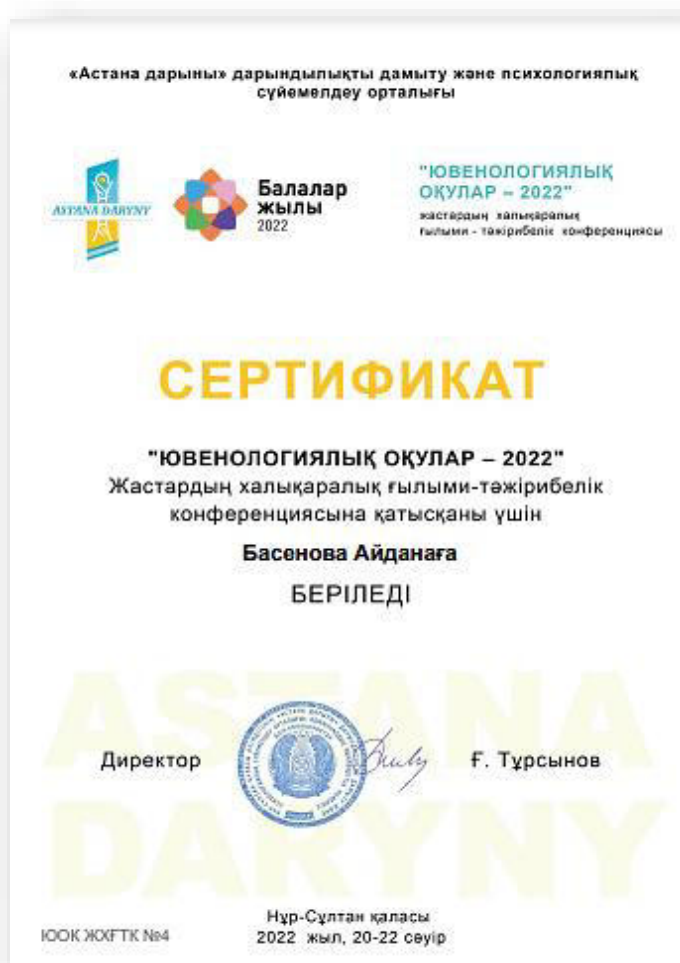 «Астана дарыны» дарындылықты дамыту және психологиялық
сүйемелдеу орталығы
ASTANA DARYNY
Балалар
жылы
2022
"ЮВЕНОЛОГИЯЛЫҚ
ОҚУЛАР – 2022"
жастардың халықаралық
ғылыми - тәжірибелік конференциясы
СЕРТИФИКАТ
"ЮВЕНОЛОГИЯЛЫҚ ОҚУЛАР – 2022"
Жастардың халықаралық ғылыми-тәжірибелік
конференциясына қатысқаны үшін
Басенова Айданаға
БЕРІЛЕДІ
ASTANA
DARYNY
Директор
Ғ. Тұрсынов
Нұр-Сұлтан қаласы
2022 жыл, 20-22 сәуір
ЮОК ЖХҒТК №4